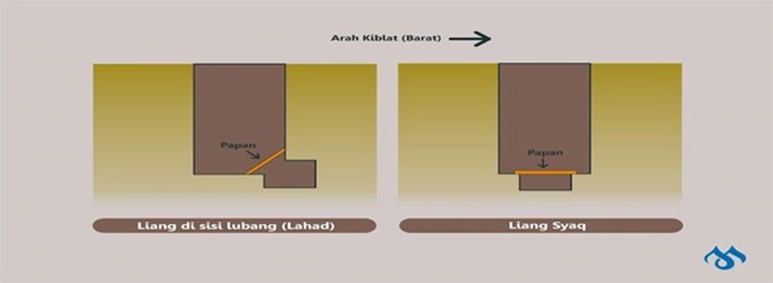 Arah Kiblat (Barat)
Papan
Papan
Liang di sisi lubang (Lahad)
Liang Syaq